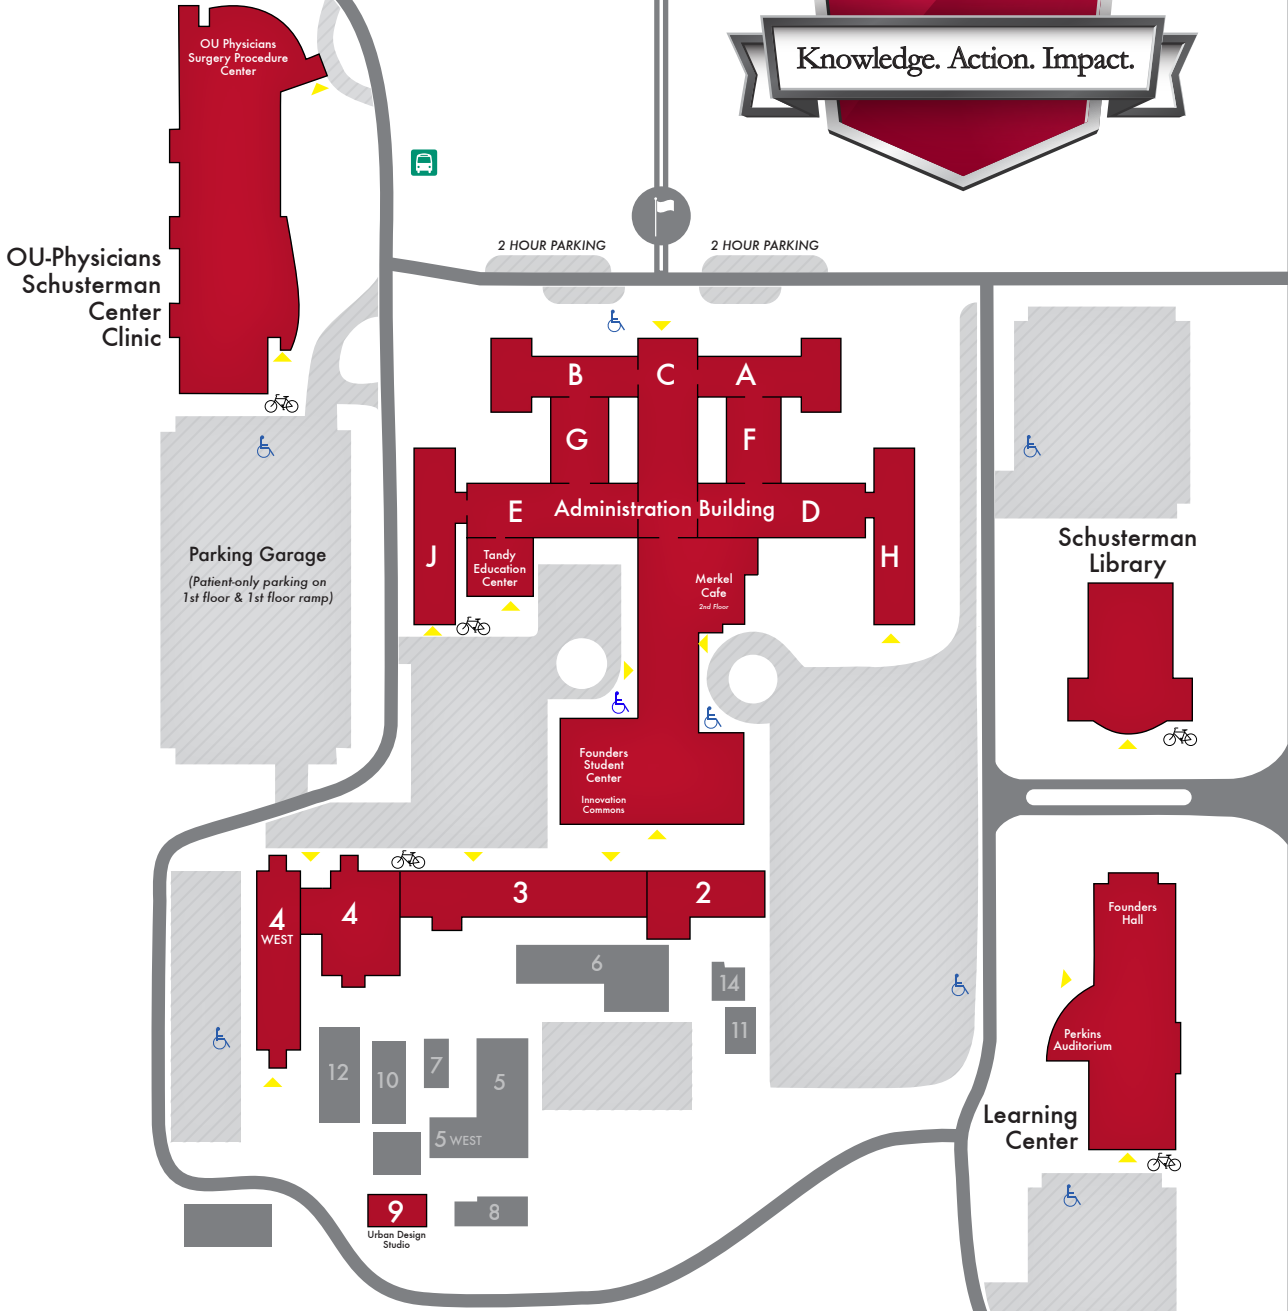 OU Physicians
Surgery Procedure
Center
Knowledge. Action. Impact.
OU-Physicians
Schusterman
Center
Clinic
2 HOUR PARKING
2 HOUR PARKING
B
C
A
G
F
E
Administration Building
D
J
H
Tandy
Education
Center
Merkel
Cafe
2nd Floor
Parking Garage
(Patient-only parking on
1st floor & 1st floor ramp)
Schusterman
Library
Founders
Student
Center
Innovation
Commons
4
WEST
4
3
2
6
14
11
12
10
7
5
5 WEST
9
Urban Design
Studio
8
Founders
Hall
Perkins
Auditorium
Learning
Center